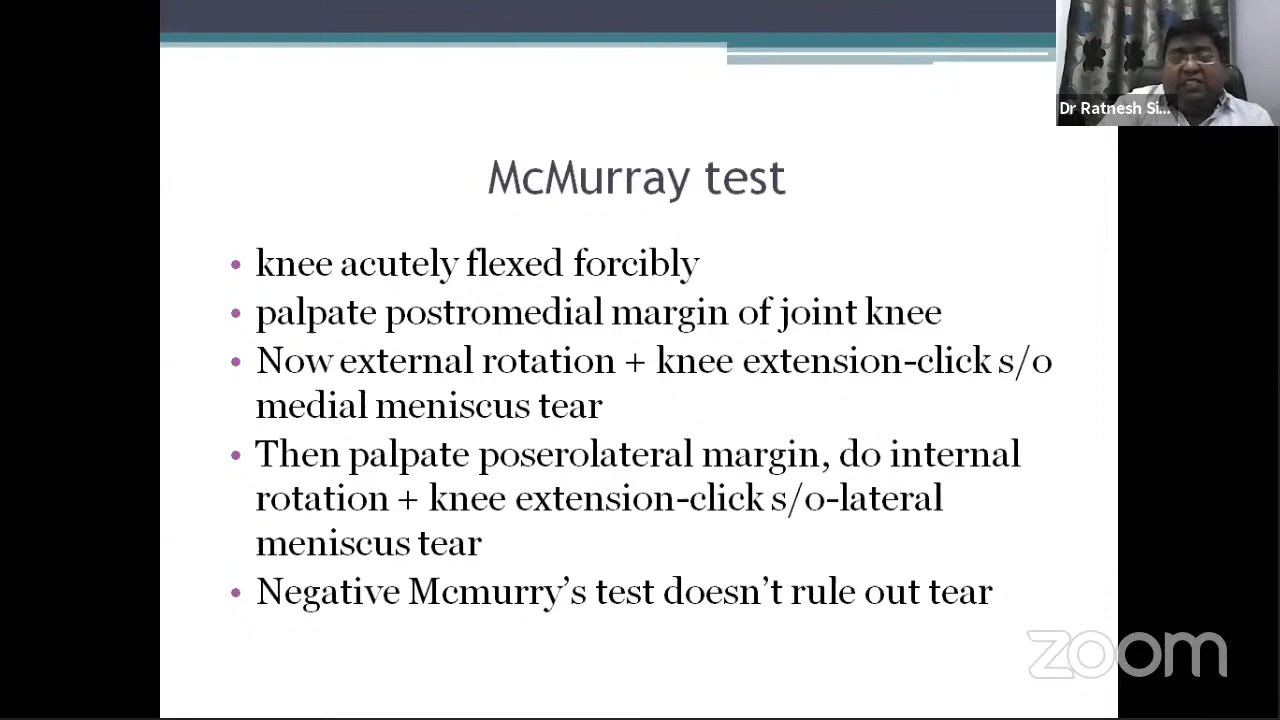 Dr Ratnesh Si...
McMurray test
• knee acutely flexed forcibly
• palpate postromedial margin of joint knee
• Now external rotation + knee extension-click s/o
medial meniscus tear
• Then palpate poserolateral margin, do internal
rotation + knee extension-click s/o-lateral
meniscus tear
• Negative Mcmurry’s test doesn’t rule out tear
zoom